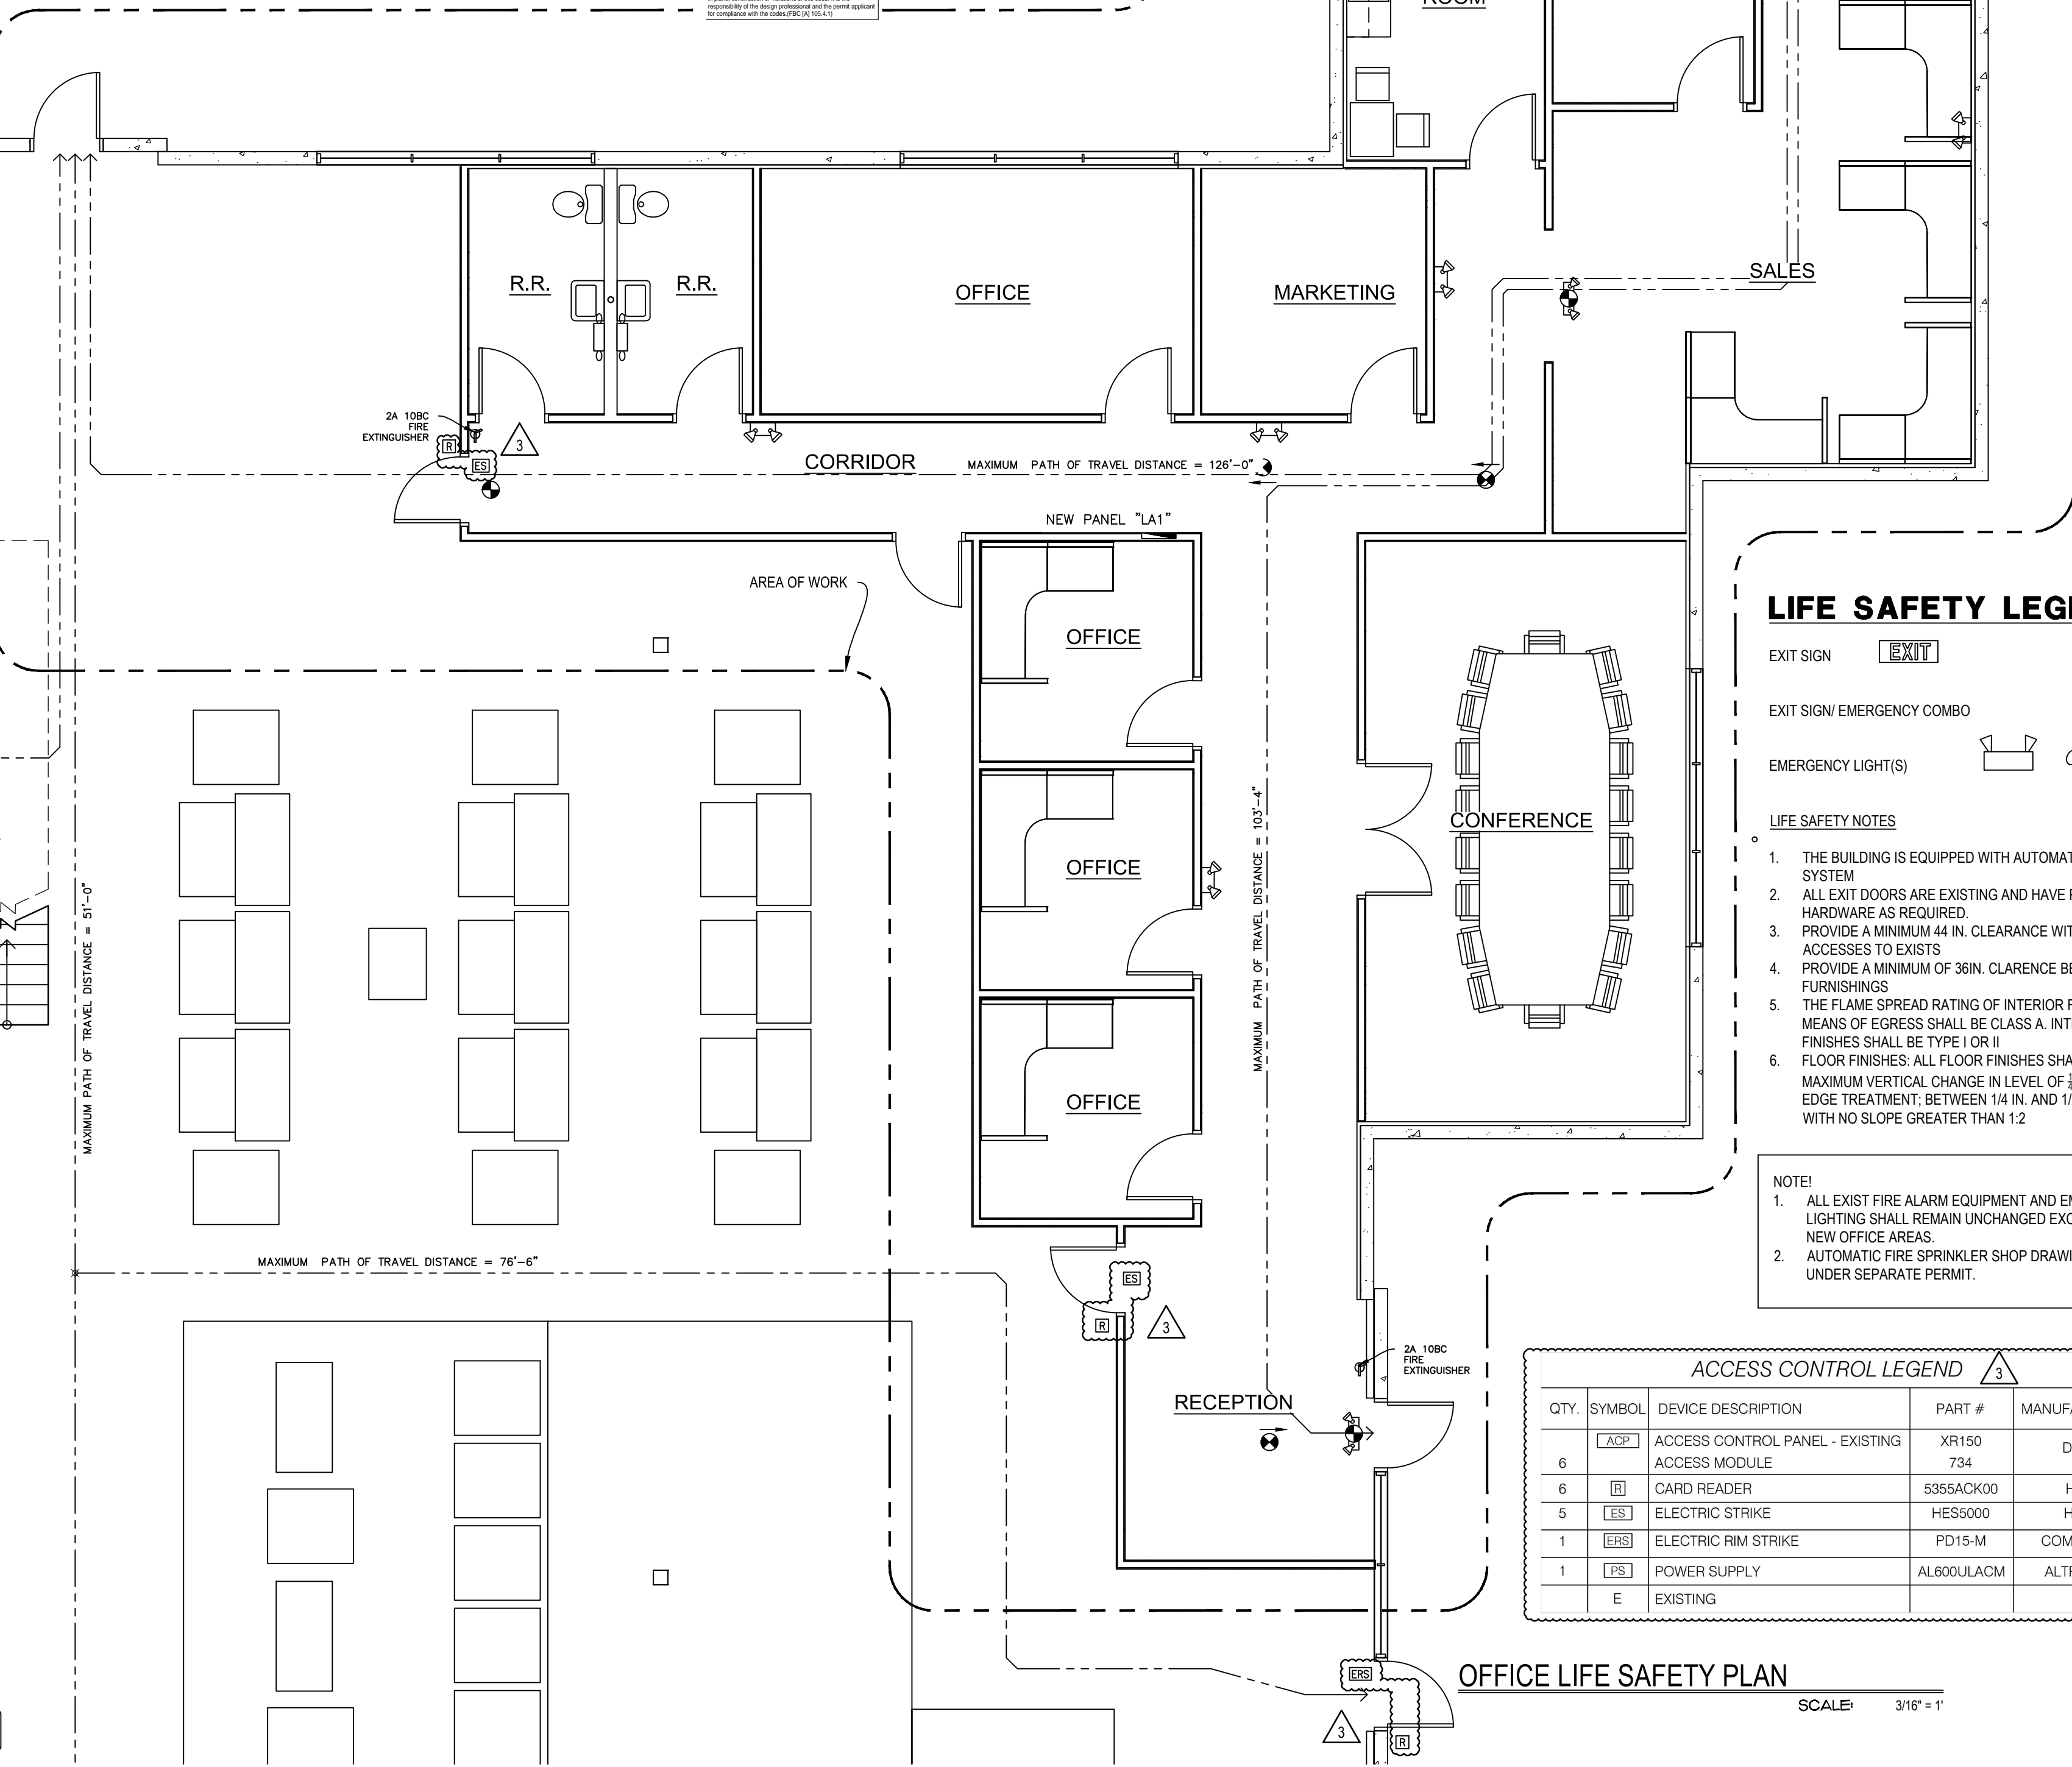 responsibility of the design professional and the permit applicant
for compliance with the codes.(FBC [A] 105.4.1)
ROOM
R.R.
R.R.
OFFICE
MARKETING
SALES
2A 10BC
FIRE
EXTINGUISHER
R
ES
3
CORRIDOR
MAXIMUM PATH OF TRAVEL DISTANCE = 126'-0"
NEW PANEL "LA1"
AREA OF WORK
OFFICE
OFFICE
OFFICE
CONFERENCE
MAXIMUM PATH OF TRAVEL DISTANCE = 103'-4"
MAXIMUM PATH OF TRAVEL DISTANCE = 51'-0"
MAXIMUM PATH OF TRAVEL DISTANCE = 76'-6"
ES
R
3
RECEPTION
2A 10BC
FIRE
EXTINGUISHER
ERS
3
R
LIFE SAFETY LEG
EXIT SIGN
EXIT
EXIT SIGN/ EMERGENCY COMBO
EMERGENCY LIGHT(S)
LIFE SAFETY NOTES
1. THE BUILDING IS EQUIPPED WITH AUTOMAT
SYSTEM
2. ALL EXIT DOORS ARE EXISTING AND HAVE
HARDWARE AS REQUIRED.
3. PROVIDE A MINIMUM 44 IN. CLEARANCE WIT
ACCESSES TO EXISTS
4. PROVIDE A MINIMUM OF 36IN. CLARENCE BE
FURNISHINGS
5. THE FLAME SPREAD RATING OF INTERIOR F
MEANS OF EGRESS SHALL BE CLASS A. INT
FINISHES SHALL BE TYPE I OR II
6. FLOOR FINISHES: ALL FLOOR FINISHES SHA
MAXIMUM VERTICAL CHANGE IN LEVEL OF
EDGE TREATMENT; BETWEEN 1/4 IN. AND 1/
WITH NO SLOPE GREATER THAN 1:2
NOTE!
1. ALL EXIST FIRE ALARM EQUIPMENT AND EM
LIGHTING SHALL REMAIN UNCHANGED EXC
NEW OFFICE AREAS.
2. AUTOMATIC FIRE SPRINKLER SHOP DRAWI
UNDER SEPARATE PERMIT.
ACCESS CONTROL LEGEND 3
QTY. SYMBOL DEVICE DESCRIPTION PART # MANUFA
ACP ACCESS CONTROL PANEL - EXISTING XR150 D
6 ACCESS MODULE 734
6 R CARD READER 5355ACK00 H
5 ES ELECTRIC STRIKE HES5000 H
1 ERS ELECTRIC RIM STRIKE PD15-M COM
1 PS POWER SUPPLY AL600ULACM ALT
E EXISTING
OFFICE LIFE SAFETY PLAN
SCALE: 3/16" = 1'